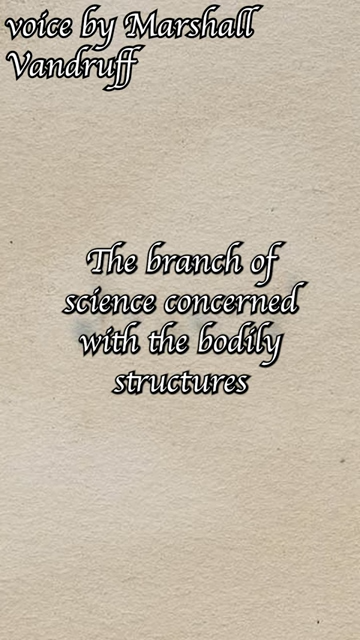 voice by Marshall
Vandruff
The branch of
science concerned
with the bodily
structures